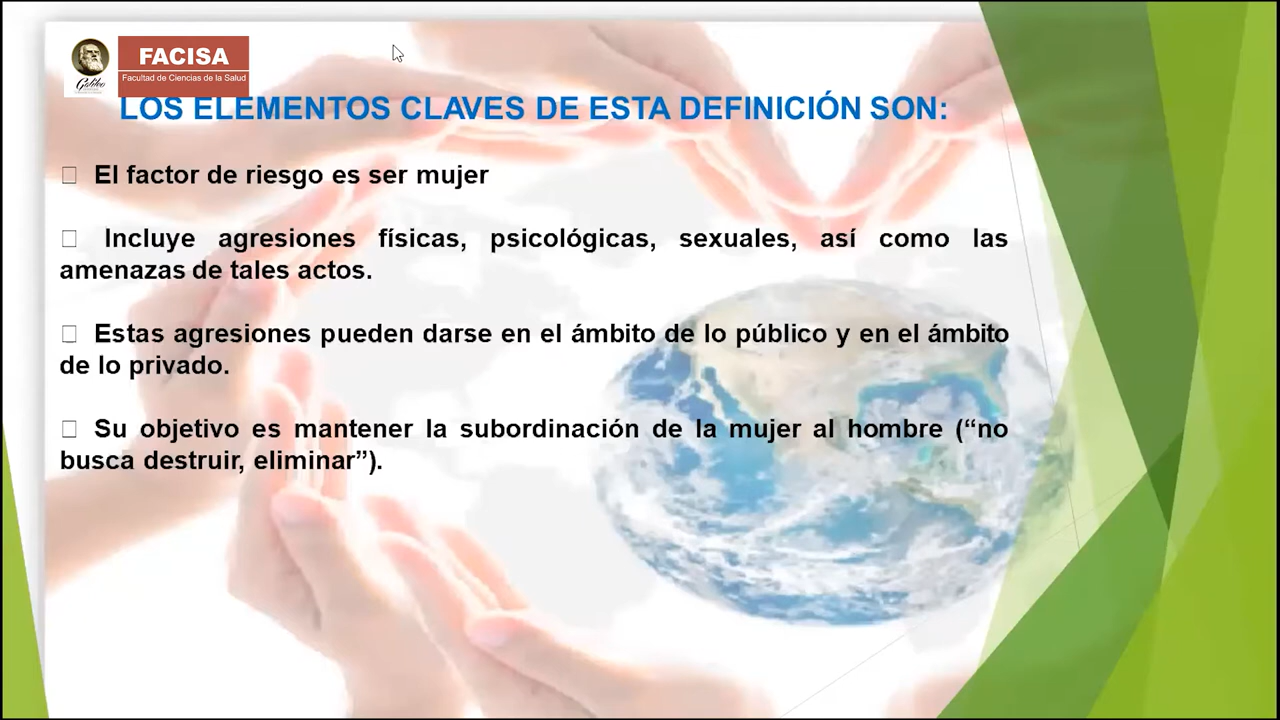 Galileo
FACISA
Facultad de Ciencias de la Salud
LOS ELEMENTOS CLAVES DE ESTA DEFINICIÓN SON:
El factor de riesgo es ser mujer
Incluye agresiones físicas, psicológicas, sexuales, así como las
amenazas de tales actos.
Estas agresiones pueden darse en el ámbito de lo público y en el ámbito
de lo privado.
Su objetivo es mantener la subordinación de la mujer al hombre (“no
busca destruir, eliminar”).